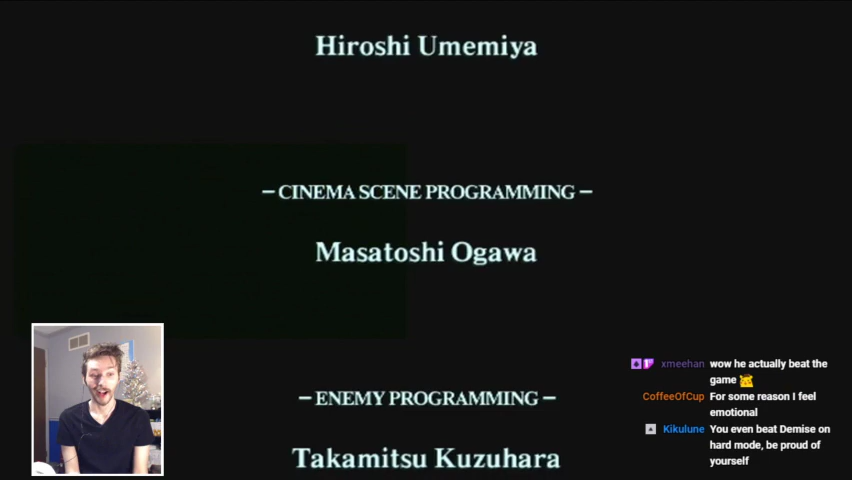 Hiroshi Umemiya
– CINEMA SCENE PROGRAMMING –
Masatoshi Ogawa
– ENEMY PROGRAMMING –
Takamitsu Kuzuhara
xmeehan wow he actually beat the
game
CoffeeOfCup For some reason I feel
emotional
Kikulune You even beat Demise on
hard mode, be proud of
yourself